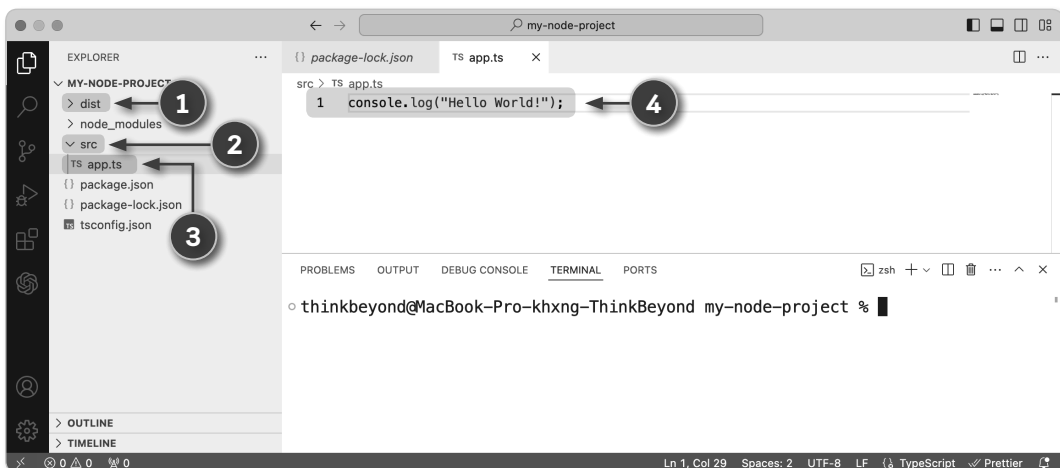 my-node-project
EXPLORER
MY-NODE-PROJECT
dist
node_modules
src
TS app.ts
{} package.json
{} package-lock.json
TS tsconfig.json
OUTLINE
TIMELINE
1
2
3
{} package-lock.json TS app.ts
src > TS app.ts
1 console.log("Hello World!");
4
PROBLEMS OUTPUT DEBUG CONSOLE TERMINAL PORTS zsh
thinkbeyond@MacBook-Pro-khxng-ThinkBeyond my-node-project %
0 0 0 Ln 1, Col 29 Spaces: 2 UTF-8 LF {} TypeScript Prettier